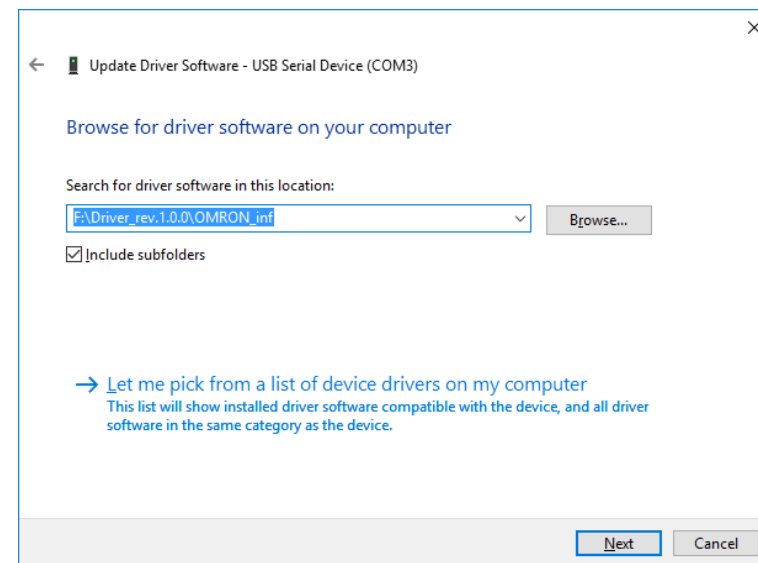 Update Driver Software - USB Serial Device (COM3)
Browse for driver software on your computer
Search for driver software in this location:
F:\Driver_rev.1.0.0\OMRON_inf
Browse...
Include subfolders
Let me pick from a list of device drivers on my computer
This list will show installed driver software compatible with the device, and all driver
software in the same category as the device.
Next
Cancel